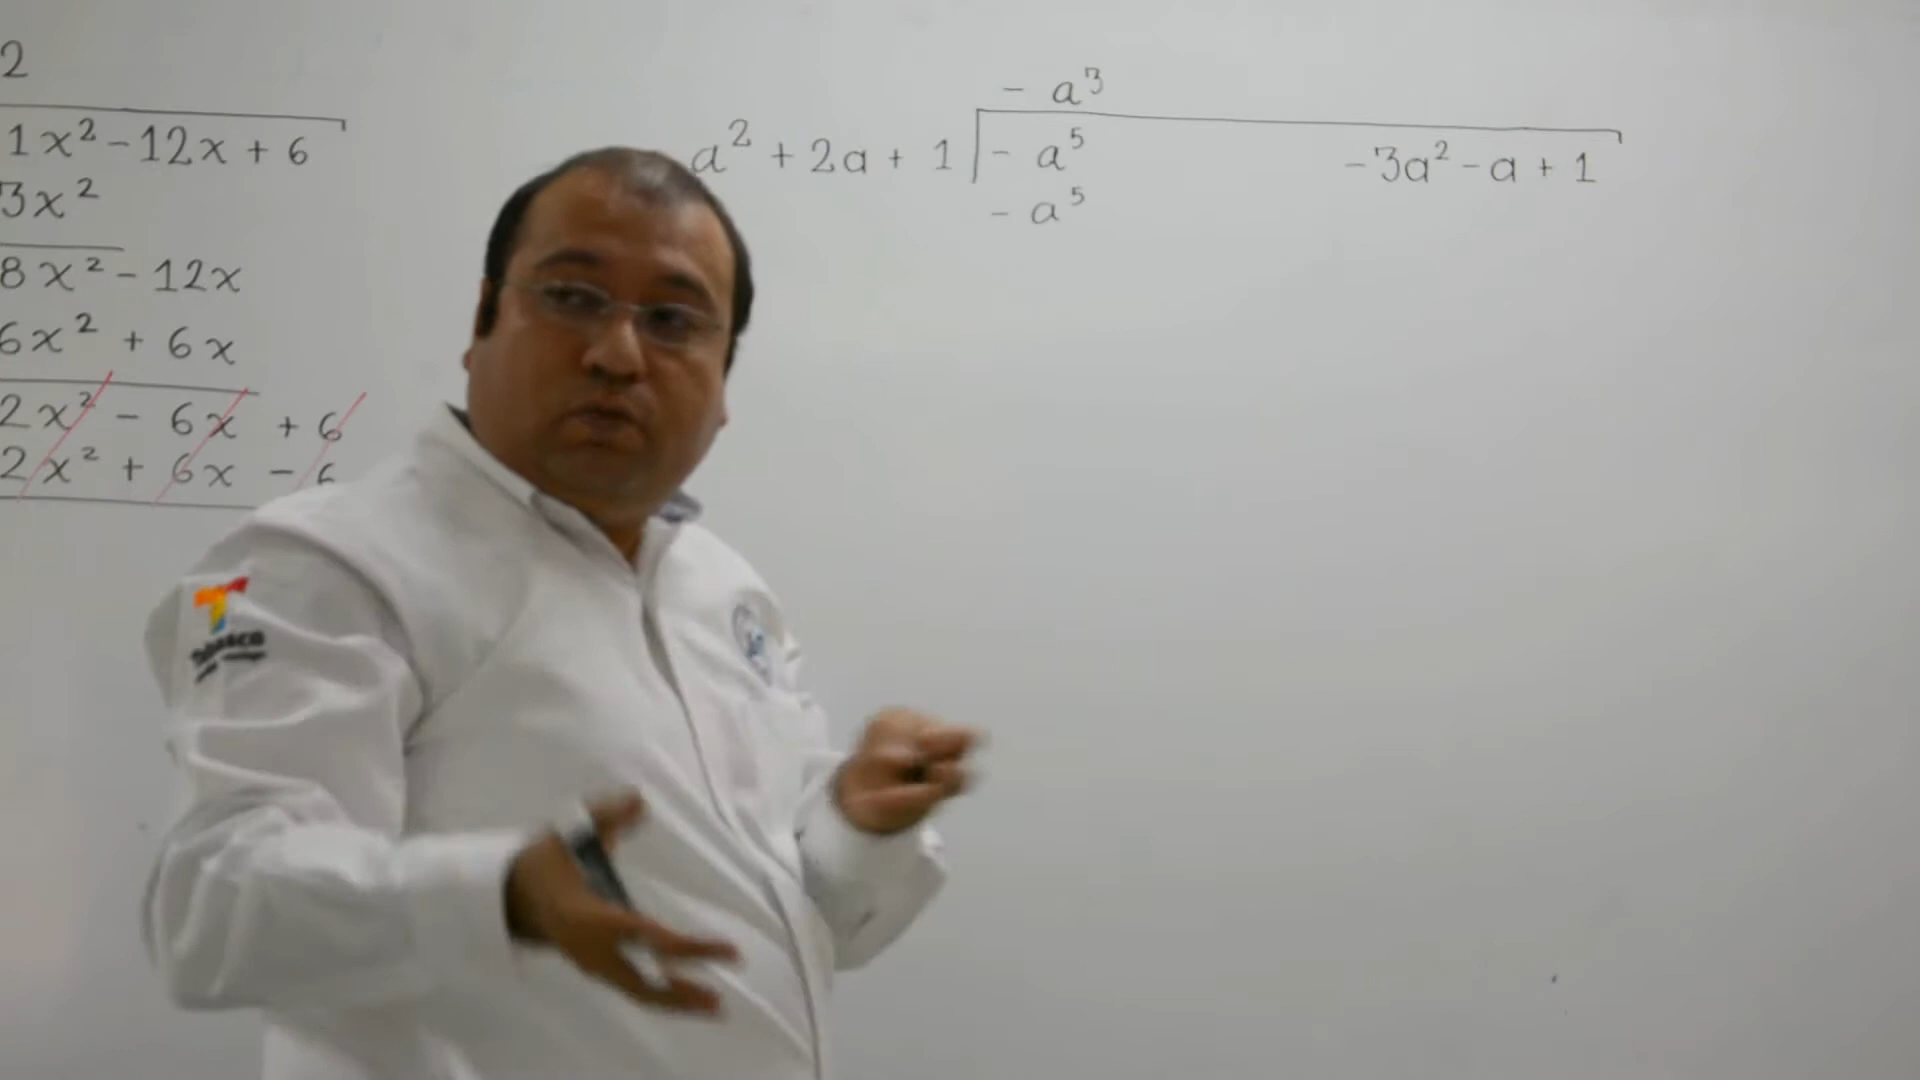 2
1x² - 12x + 6
3x²
8x² - 12x
6x² + 6x
2x² - 6x + 6
2x² + 6x - 6
- a³
a² + 2a + 1 | - a⁵ - 3a² - a + 1
- a⁵
Tabasco